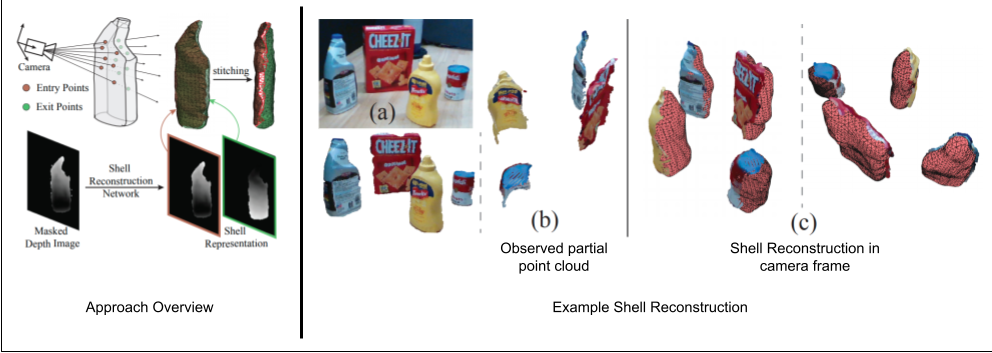 Camera
Entry Points
Exit Points
stitching
Shell
Reconstruction
Network
Masked
Depth Image
Shell
Representation
Approach Overview
CHEEZ-IT
(a)
CHEEZ-IT
(b)
Observed partial
point cloud
(c)
Shell Reconstruction in
camera frame
Example Shell Reconstruction